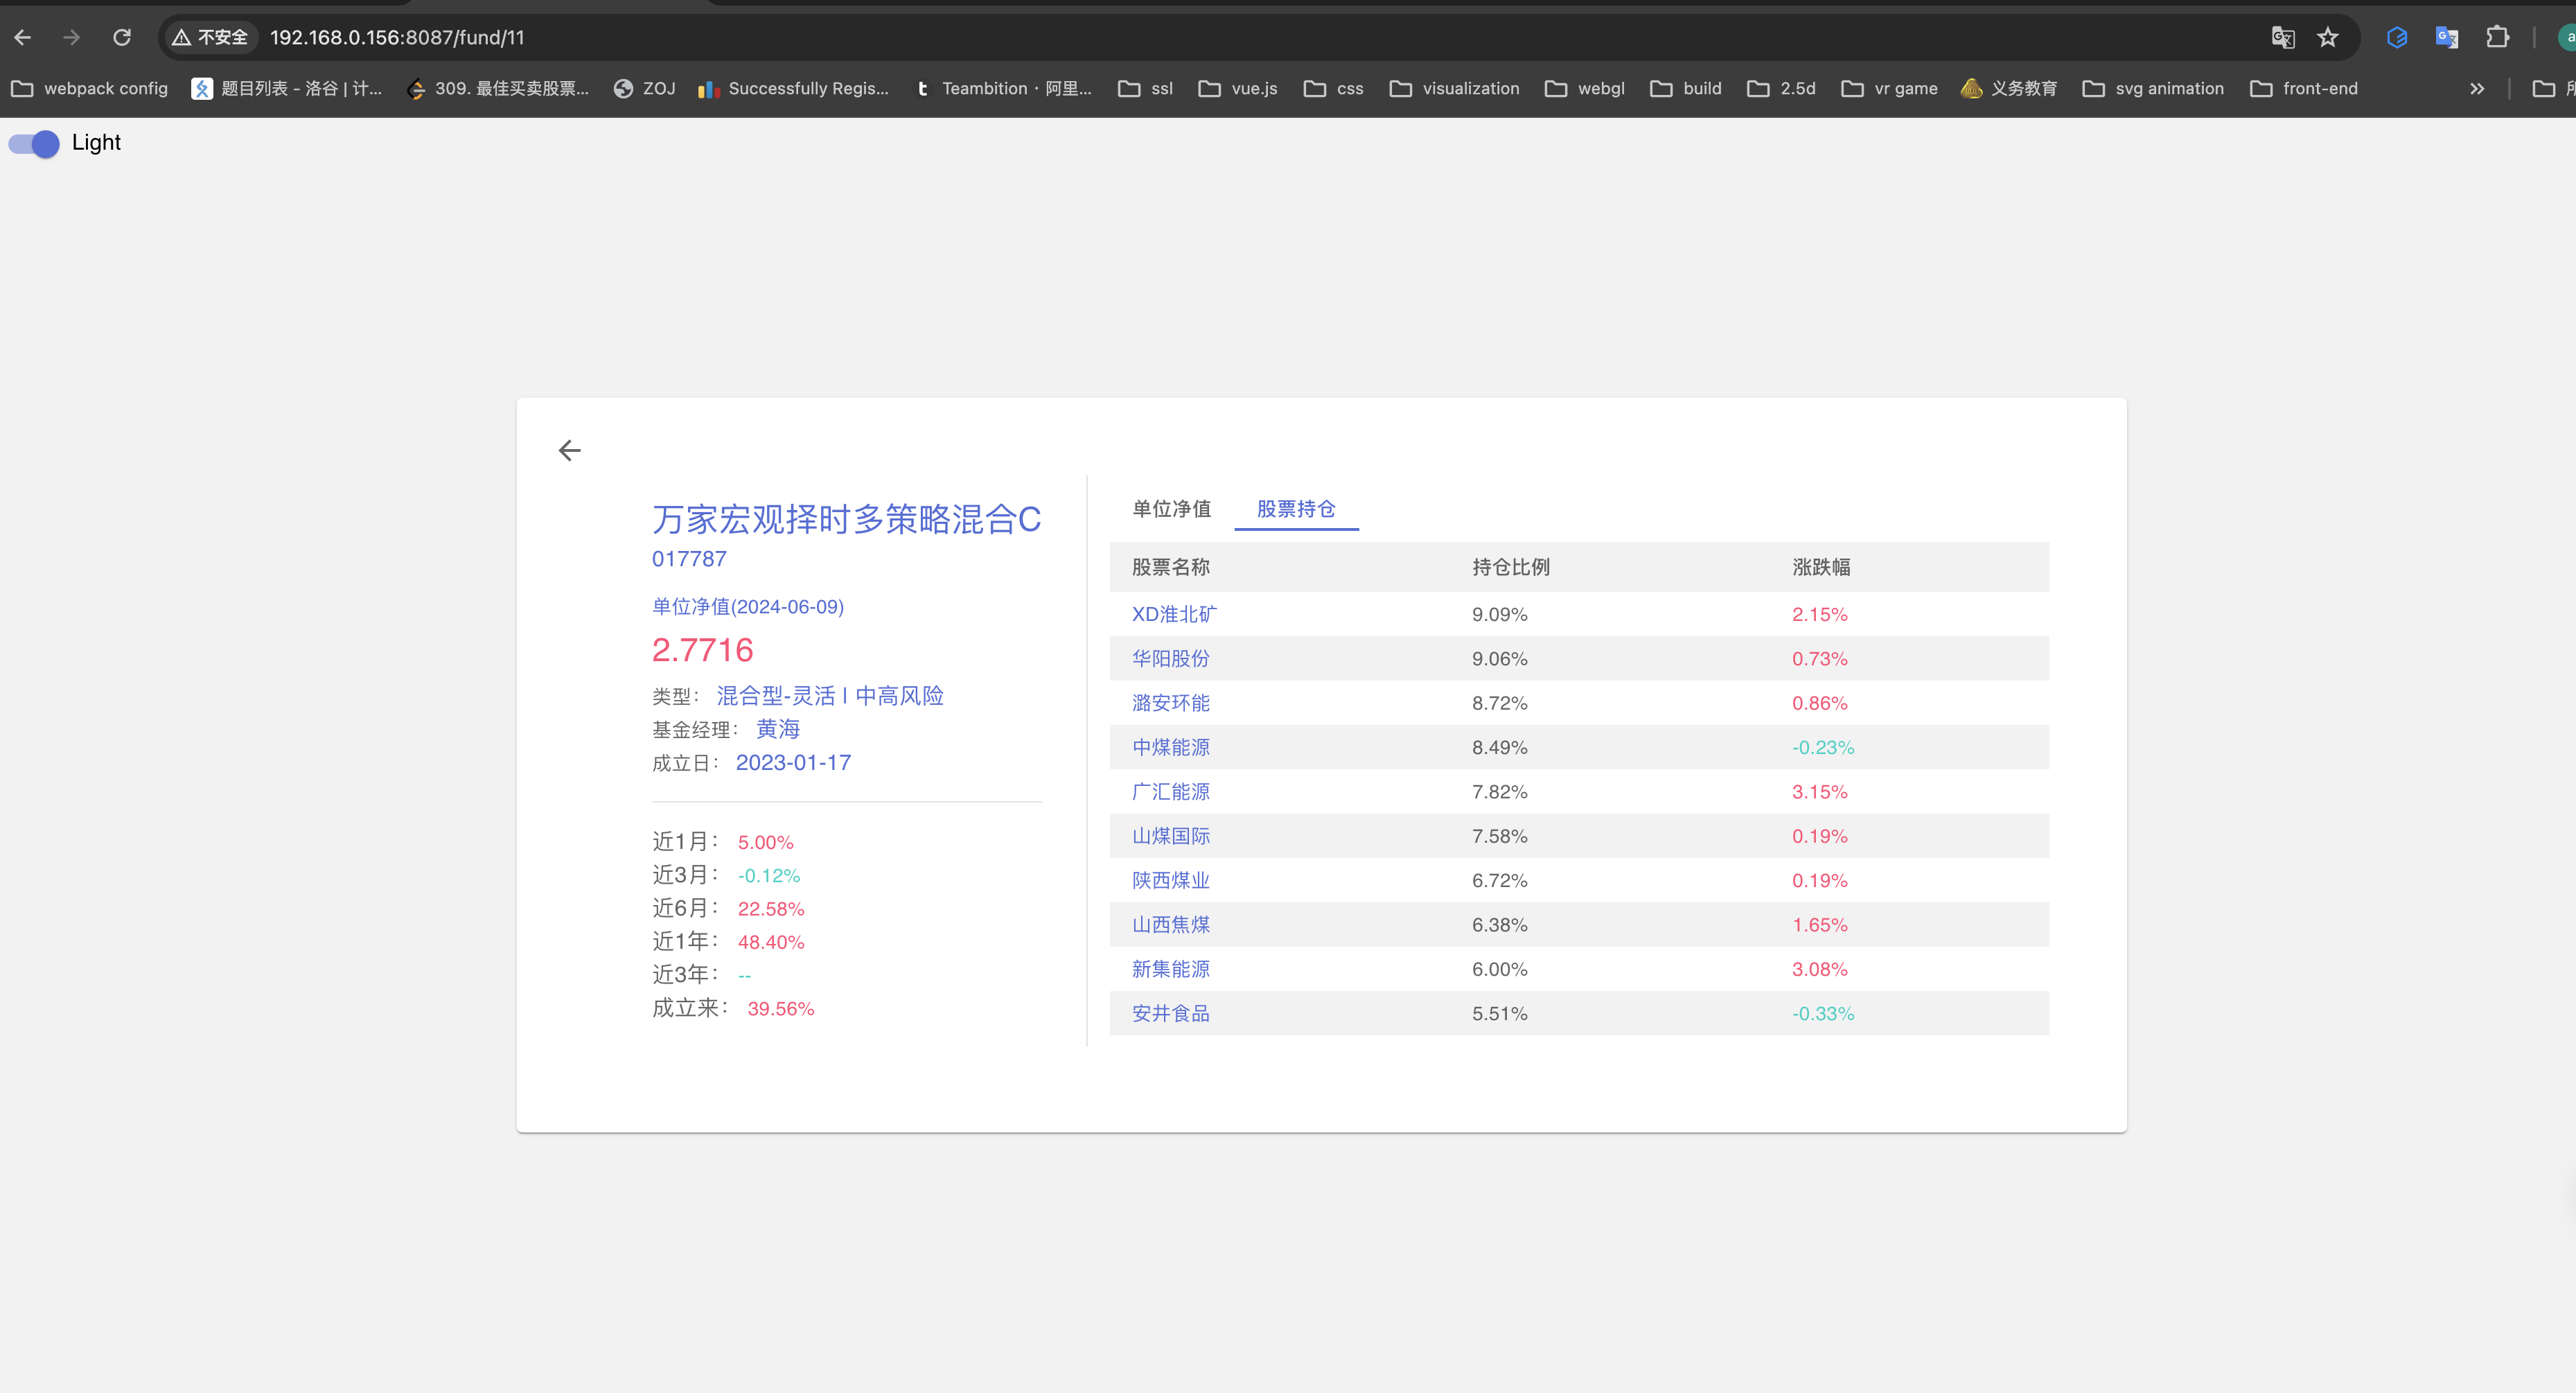 不安全 192.168.0.156:8087/fund/11
webpack config 题目列表 - 洛谷 | 计... 309. 最佳买卖股票... ZOJ Successfully Regis... Teambition · 阿里... ssl vue.js css visualization webgl build 2.5d vr game 义务教育 svg animation front-end
Light
万家宏观择时多策略混合C
017787
单位净值(2024-06-09)
2.7716
类型： 混合型-灵活 | 中高风险
基金经理： 黄海
成立日： 2023-01-17
近1月： 5.00%
近3月： -0.12%
近6月： 22.58%
近1年： 48.40%
近3年： --
成立来： 39.56%
单位净值 股票持仓
股票名称 持仓比例 涨跌幅
XD淮北矿 9.09% 2.15%
华阳股份 9.06% 0.73%
潞安环能 8.72% 0.86%
中煤能源 8.49% -0.23%
广汇能源 7.82% 3.15%
山煤国际 7.58% 0.19%
陕西煤业 6.72% 0.19%
山西焦煤 6.38% 1.65%
新集能源 6.00% 3.08%
安井食品 5.51% -0.33%